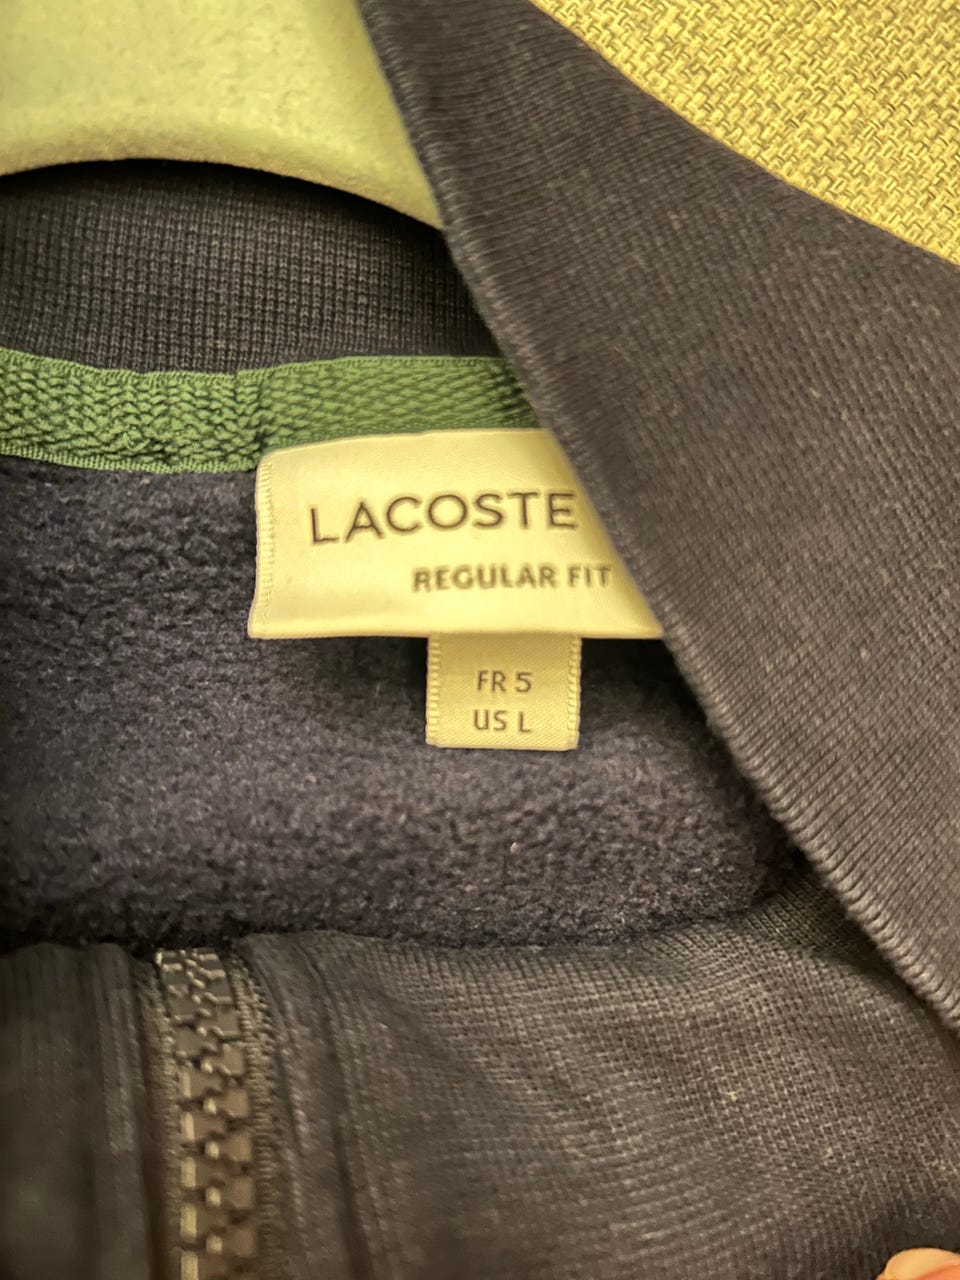 LACOSTE
REGULAR FIT
FR 5
US L